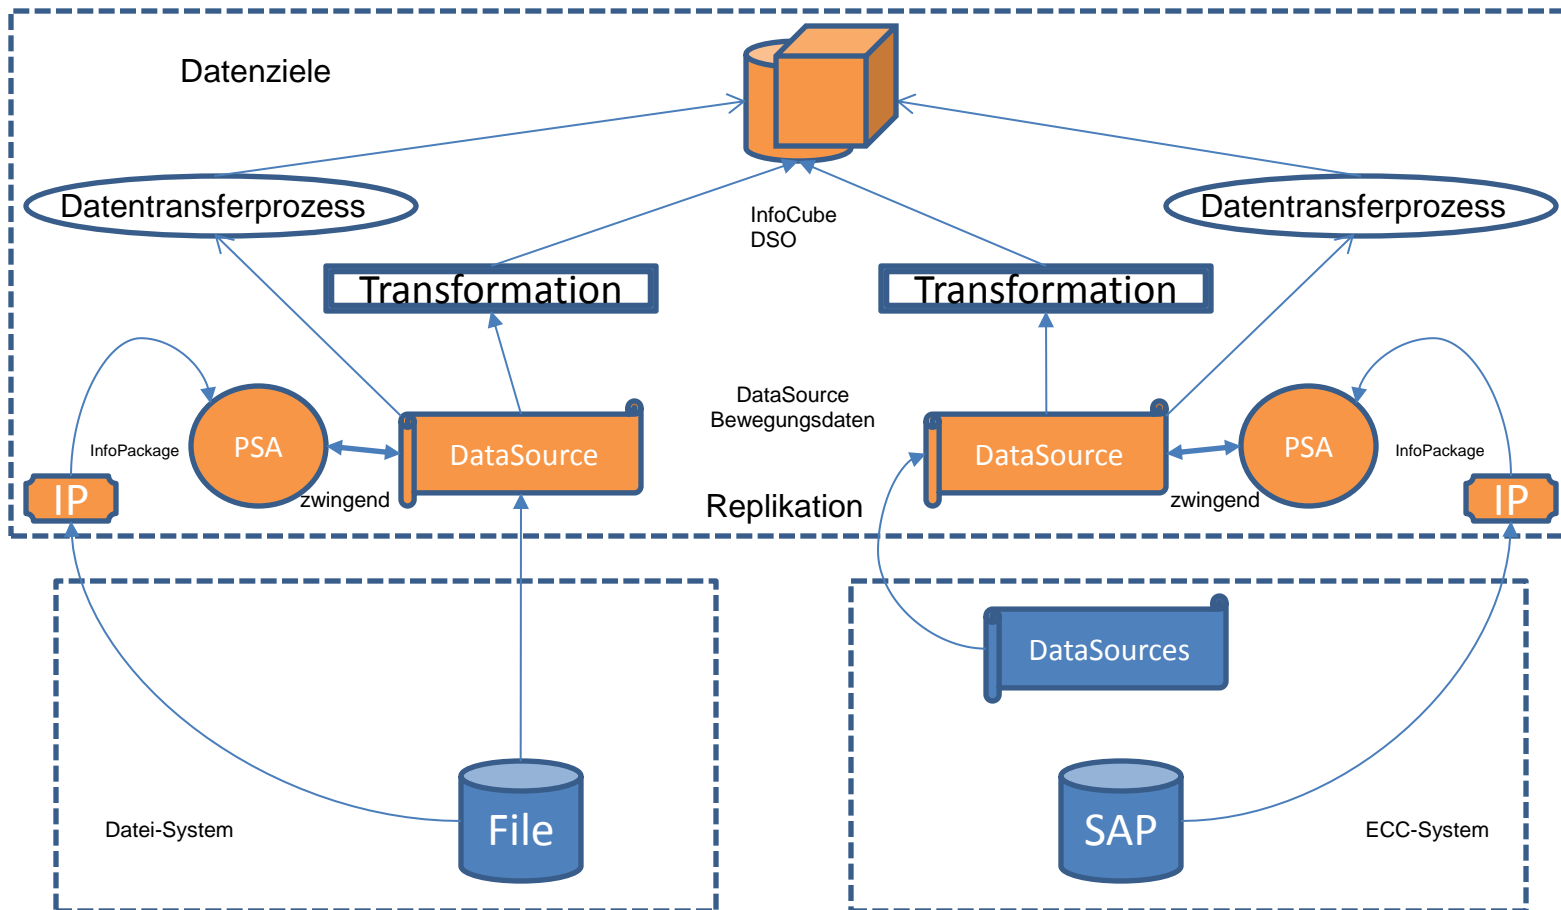 Datenziele
Datentransferprozess
Datentransferprozess
InfoCube
DSO
Transformation
Transformation
DataSource
Bewegungsdaten
InfoPackage
PSA
DataSource
DataSource
PSA
InfoPackage
IP
zwingend
Replikation
zwingend
IP
DataSources
Datei-System
File
SAP
ECC-System